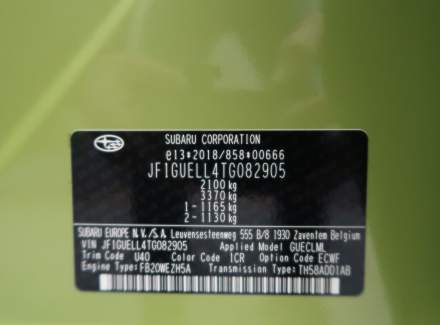 SUBARU CORPORATION
e13*2018/858*00666
JF1GUELL4TG082905
2100 kg
3370 kg
1 - 1165 kg
2 - 1130 kg
SUBARU EUROPE N.V./S.A. Leuvensesteenweg 555 B/8 1930 Zaventem Belgium
VIN JF1GUELL4TG082905 Applied Model GUECLML
Trim Code U40 Color Code 1CR Option Code ECWF
Engine Type:FB20WEZH5A Transmission Type:TH58ADD1AB